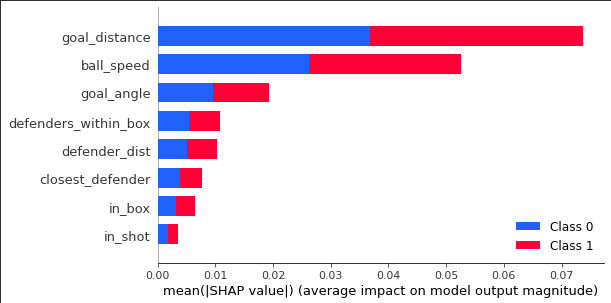 goal_distance
ball_speed
goal_angle
defenders_within_box
defender_dist
closest_defender
in_box
in_shot
Class 0
Class 1
0.00 0.01 0.02 0.03 0.04 0.05 0.06 0.07
mean(|SHAP value|) (average impact on model output magnitude)